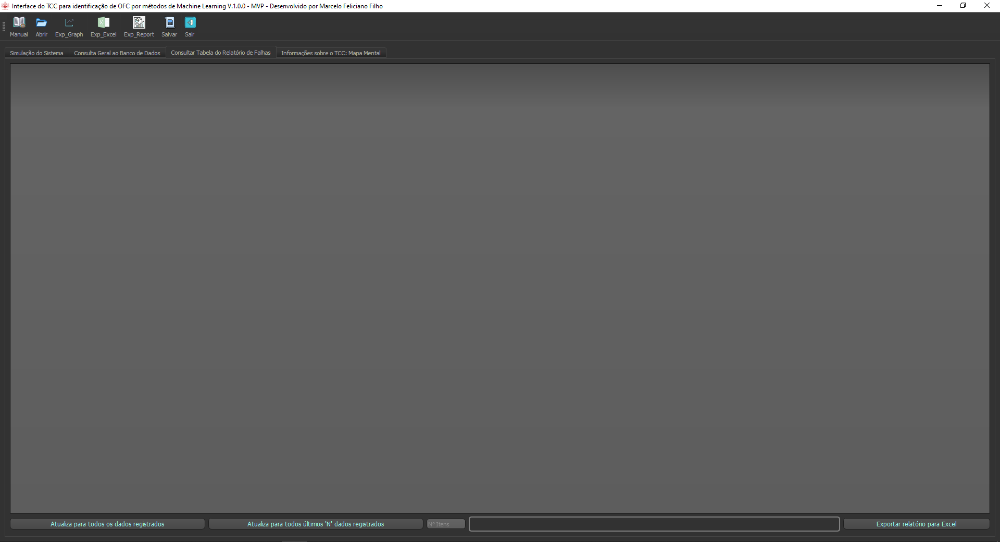 Interface do TCC para identificação de OFC por métodos de Machine Learning V.1.0.0 - MVP - Desenvolvido por Marcelo Feliciano Filho
Manual Abrir Exp_Graph Exp_Excel Exp_Report Salvar Sair
Simulação do Sistema Consulta Geral ao Banco de Dados Consultar Tabela do Relatório de Falhas Informações sobre o TCC: Mapa Mental
Atualiza para todos os dados registrados Atualiza para todos últimos 'N' dados registrados N° Itens Exportar relatório para Excel